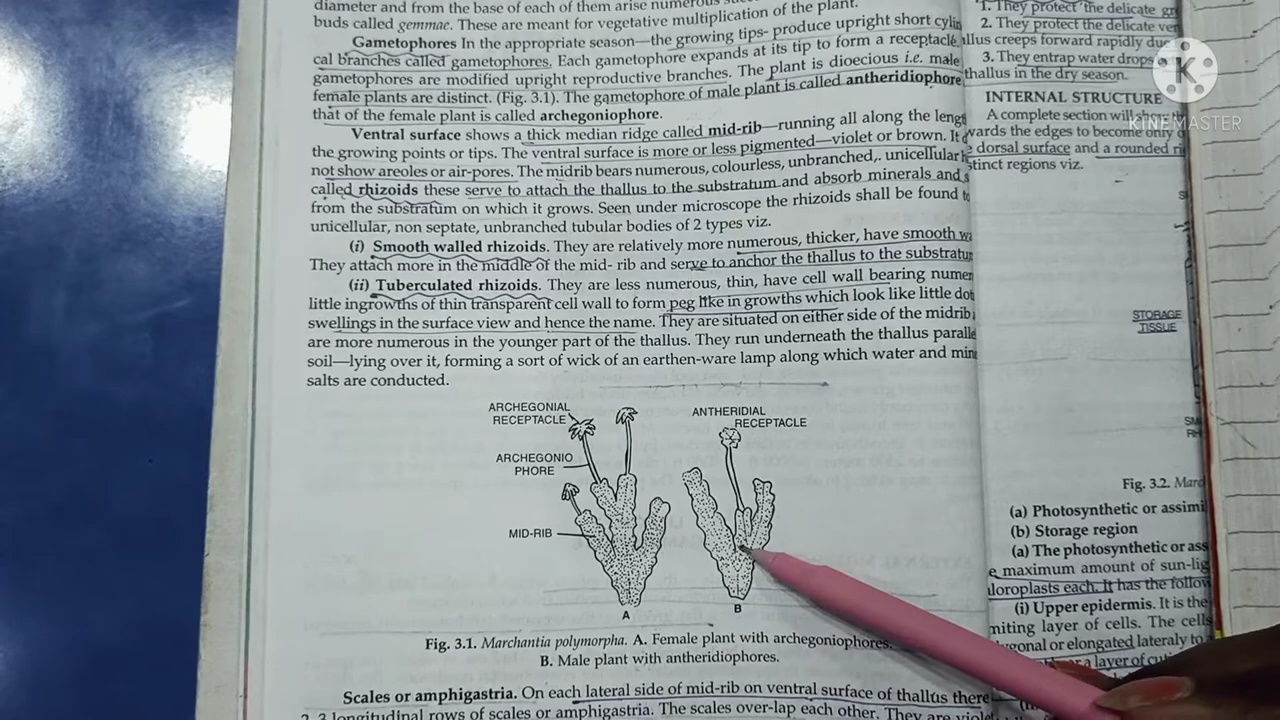 diameter and from the base of each of them arise numerous
buds called gemmae. These are meant for vegetative multiplication of the plant.
Gametophores In the appropriate season—the growing tips- produce upright short cylin
cal branches called gametophores. Each gametophore expands at its tip to form a receptacle.
gametophores are modified upright reproductive branches. The plant is dioecious i.e. male
female plants are distinct. (Fig. 3.1). The gametophore of male plant is called antheridiophore
that of the female plant is called archegoniophore.
Ventral surface shows a thick median ridge called mid-rib—running all along the lengt
the growing points or tips. The ventral surface is more or less pigmented—violet or brown. It d
not show areoles or air-pores. The midrib bears numerous, colourless, unbranched,. unicellular
called rhizoids these serve to attach the thallus to the substratum and absorb minerals and
from the substratum on which it grows. Seen under microscope the rhizoids shall be found
unicellular, non septate, unbranched tubular bodies of 2 types viz.
(i) Smooth walled rhizoids. They are relatively more numerous, thicker, have smooth wa
They attach more in the middle of the mid- rib and serve to anchor the thallus to the substratum
(ii) Tuberculated rhizoids. They are less numerous, thin, have cell wall bearing numer
little ingrowths of thin transparent cell wall to form peg like in growths which look like little dot
swellings in the surface view and hence the name. They are situated on either side of the midrib
are more numerous in the younger part of the thallus. They run underneath the thallus paralle
soil—lying over it, forming a sort of wick of an earthen-ware lamp along which water and min
salts are conducted.
ARCHEGONIAL
RECEPTACLE
ARCHEGONIO
PHORE
MID-RIB
A
ANTHERIDIAL
RECEPTACLE
B
Fig. 3.1. Marchantia polymorpha. A. Female plant with archegoniophores.
B. Male plant with antheridiophores.
Scales or amphigastria. On each lateral side of mid-rib on ventral surface of thallus there
2-3 longitudinal rows of scales or amphigastria. The scales over-lap each other. They are violet
1. They protect the delicate gr
2. They protect the delicate ven
llus creeps forward rapidly du
3. They entrap water drops
thallus in the dry season.
INTERNAL STRUCTURE
A complete section will
wards the edges to become only
dorsal surface and a rounded ri
stinct regions viz.
STORAGE
TISSUE
SM
RH
Fig. 3.2. Marc
(a) Photosynthetic or assimi
(b) Storage region
(a) The photosynthetic or ass
e maximum amount of sun-lig
loroplasts each. It has the follow
(i) Upper epidermis. It is the
miting layer of cells. The cells
ygonal or elongated lateraly to
a layer of cuti
K
KINEMASTER